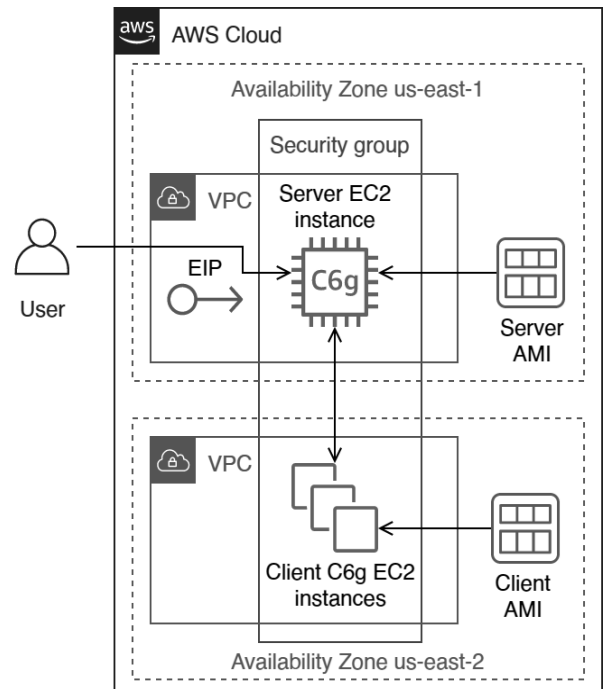 aws
AWS Cloud
Availability Zone us-east-1
Security group
VPC
Server EC2
instance
EIP
C6g
User
Server
AMI
VPC
Client C6g EC2
instances
Client
AMI
Availability Zone us-east-2